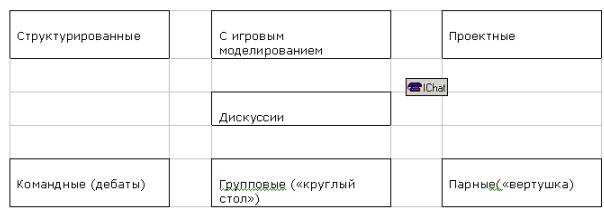 Структурированные
С игровым
моделированием
Проектные
IChat
Дискуссии
Командные (дебаты)
Групповые («круглый
стол»)
Парные(«вертушка)